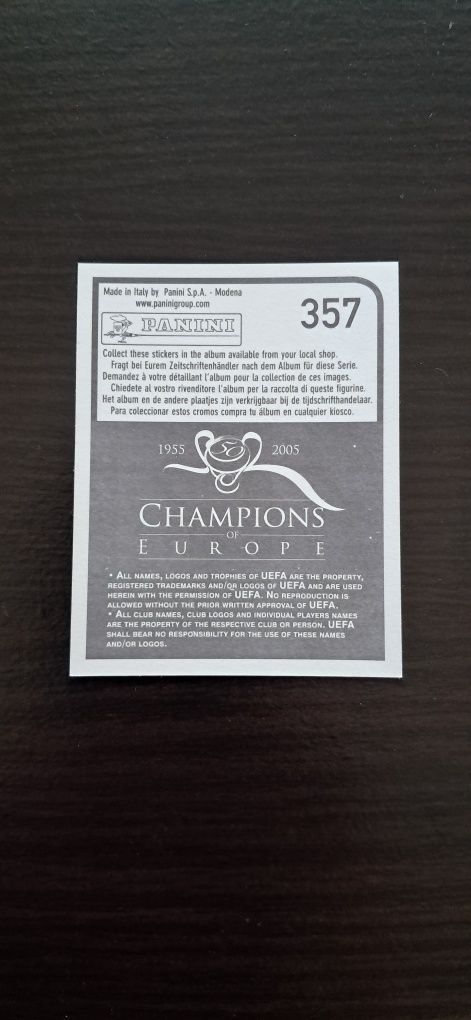 Made in Italy by Panini S.p.A. - Modena
www.paninigroup.com
357
PANINI
Collect these stickers in the album available from your local shop.
Fragt bei Eurem Zeitschriftenhändler nach dem Album für diese Serie.
Demandez à votre détaillant l'album pour la collection de ces images.
Chiedete al vostro rivenditore l'album per la raccolta di queste figurine.
Het album en de andere plaatjes zijn verkrijgbaar bij de tijdschrifthandelaar.
Para coleccionar estos cromos compra tu álbum en cualquier kiosco.
1955 50 2005
CHAMPIONS
OF
EUROPE
• ALL NAMES, LOGOS AND TROPHIES OF UEFA ARE THE PROPERTY,
REGISTERED TRADEMARKS AND/OR LOGOS OF UEFA AND ARE USED
HEREIN WITH THE PERMISSION OF UEFA. NO REPRODUCTION IS
ALLOWED WITHOUT THE PRIOR WRITTEN APPROVAL OF UEFA.
• ALL CLUB NAMES, CLUB LOGOS AND INDIVIDUAL PLAYERS NAMES
ARE THE PROPERTY OF THE RESPECTIVE CLUB OR PERSON. UEFA
SHALL BEAR NO RESPONSIBILITY FOR THE USE OF THESE NAMES
AND/OR LOGOS.